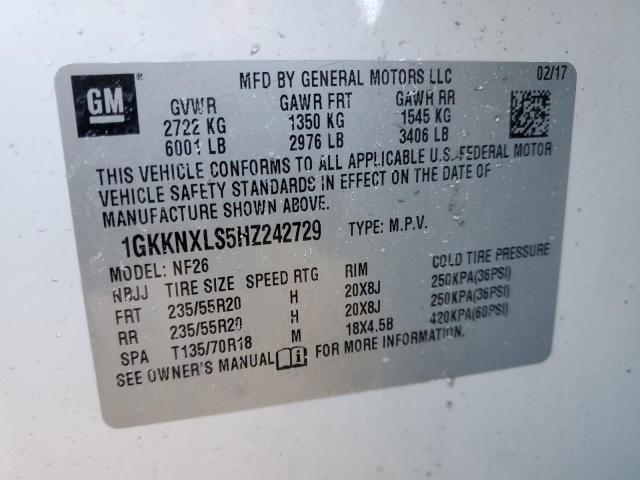 GM
MFD BY GENERAL MOTORS LLC 02/17
GVWR GAWR FRT GAWR RR
2722 KG 1350 KG 1545 KG
6001 LB 2976 LB 3406 LB
THIS VEHICLE CONFORMS TO ALL APPLICABLE U.S. FEDERAL MOTOR
VEHICLE SAFETY STANDARDS IN EFFECT ON THE DATE OF
MANUFACTURE SHOWN ABOVE.
1GKKNXLS5HZ242729 TYPE: M.P.V.
MODEL: NF26
NBJJ TIRE SIZE SPEED RTG RIM COLD TIRE PRESSURE
FRT 235/55R20 H 20X8J 250KPA(36PSI)
RR 235/55R20 H 20X8J 250KPA(36PSI)
SPA T135/70R18 M 18X4.5B 420KPA(60PSI)
SEE OWNER'S MANUAL FOR MORE INFORMATION.